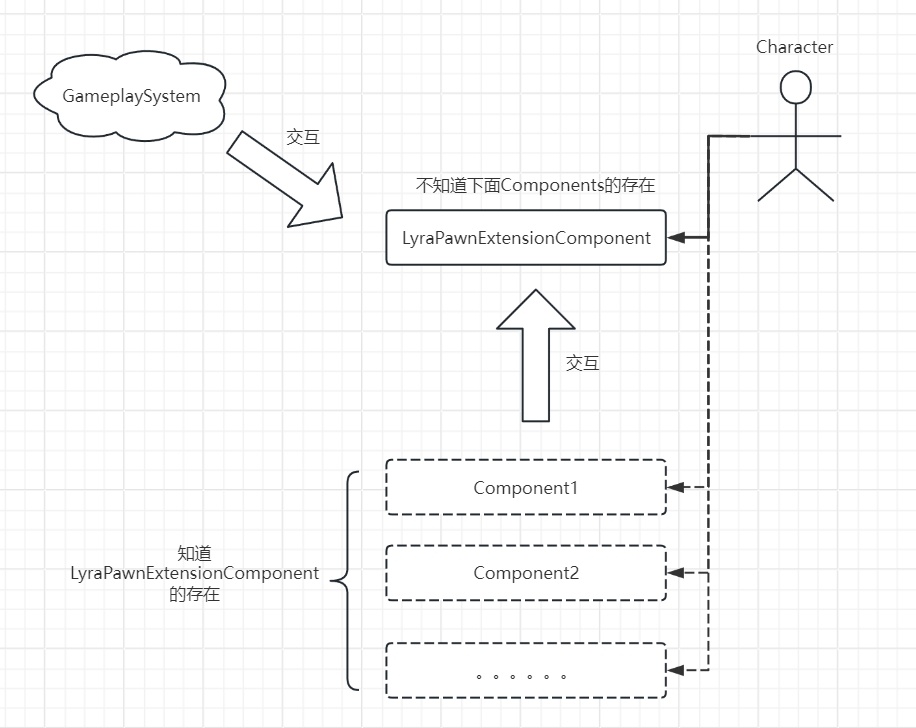 Character
GameplaySystem
交互
不知道下面Components的存在
LyraPawnExtensionComponent
交互
Component1
知道
LyraPawnExtensionComponent
的存在
Component2
。。。。。。